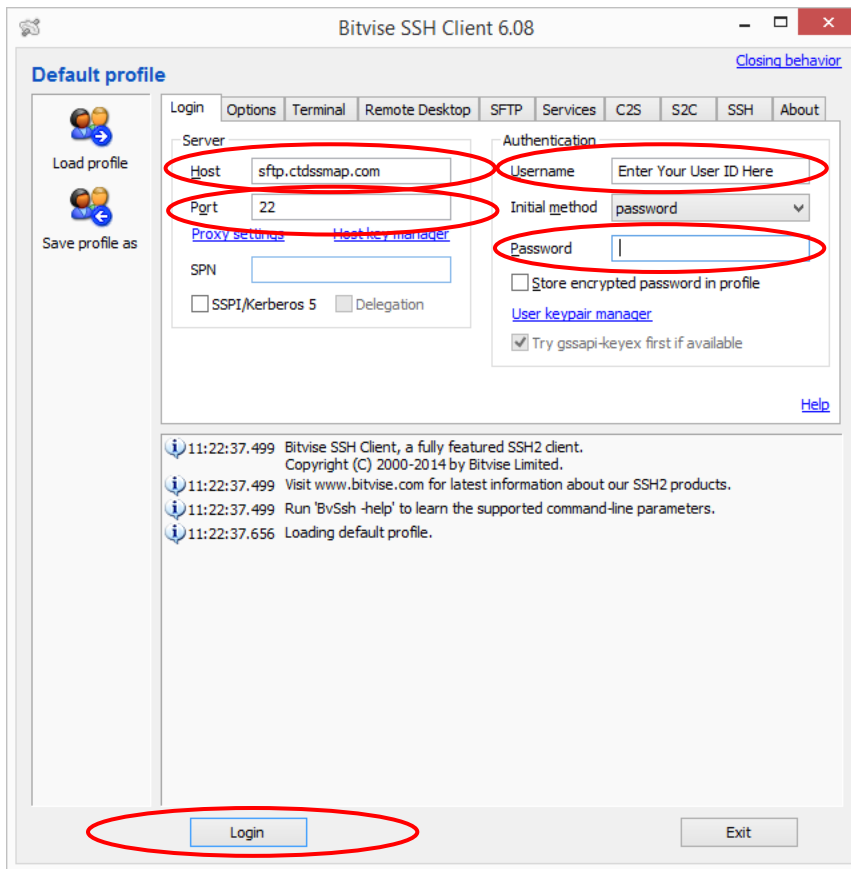 Bitvise SSH Client 6.08
Closing behavior
Default profile
Load profile
Save profile as
Login Options Terminal Remote Desktop SFTP Services C2S S2C SSH About
Server
Host sftp.ctdssmap.com
Port 22
Proxy settings Host key manager
SPN
SSPI/Kerberos 5 Delegation
Authentication
Username Enter Your User ID Here
Initial method password
Password
Store encrypted password in profile
User keypair manager
Try gssapi-keyex first if available
Help
11:22:37.499 Bitvise SSH Client, a fully featured SSH2 client.
Copyright (C) 2000-2014 by Bitvise Limited.
11:22:37.499 Visit www.bitvise.com for latest information about our SSH2 products.
11:22:37.499 Run 'BvSsh -help' to learn the supported command-line parameters.
11:22:37.656 Loading default profile.
Login
Exit